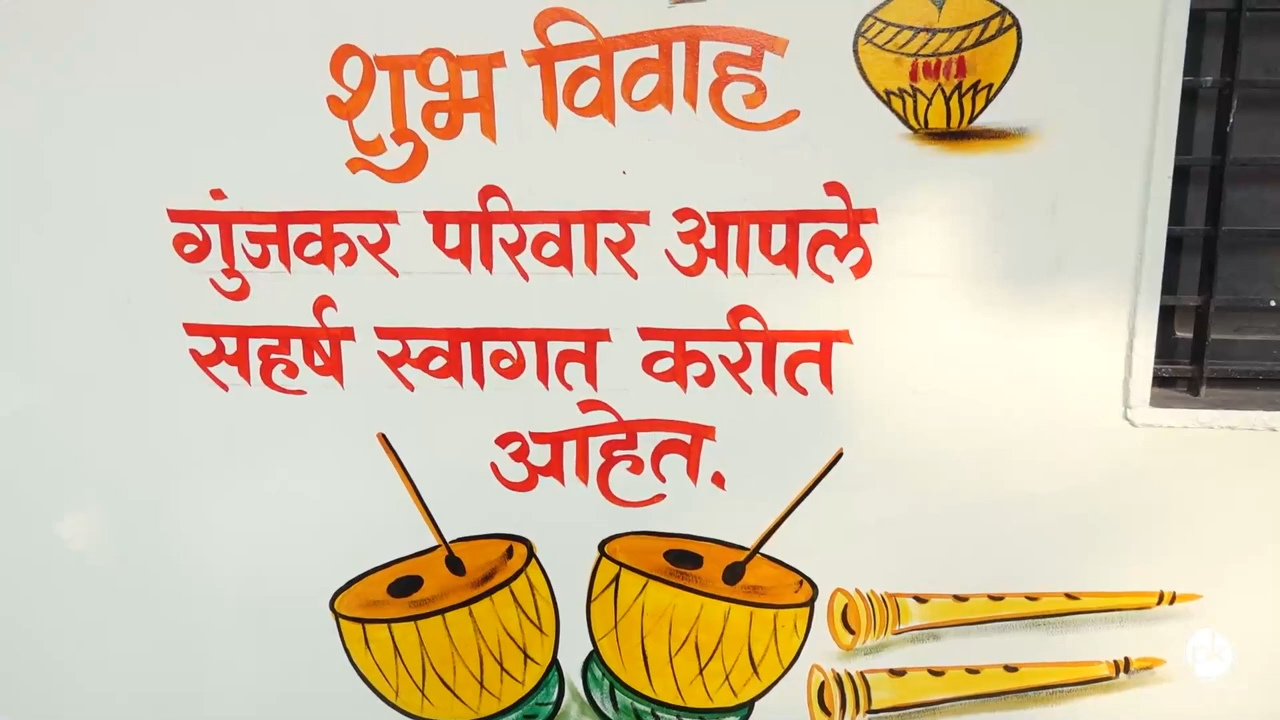 शुभ विवाह
गुंजकर परिवार आपले
सहर्ष स्वागत करीत
आहेत.